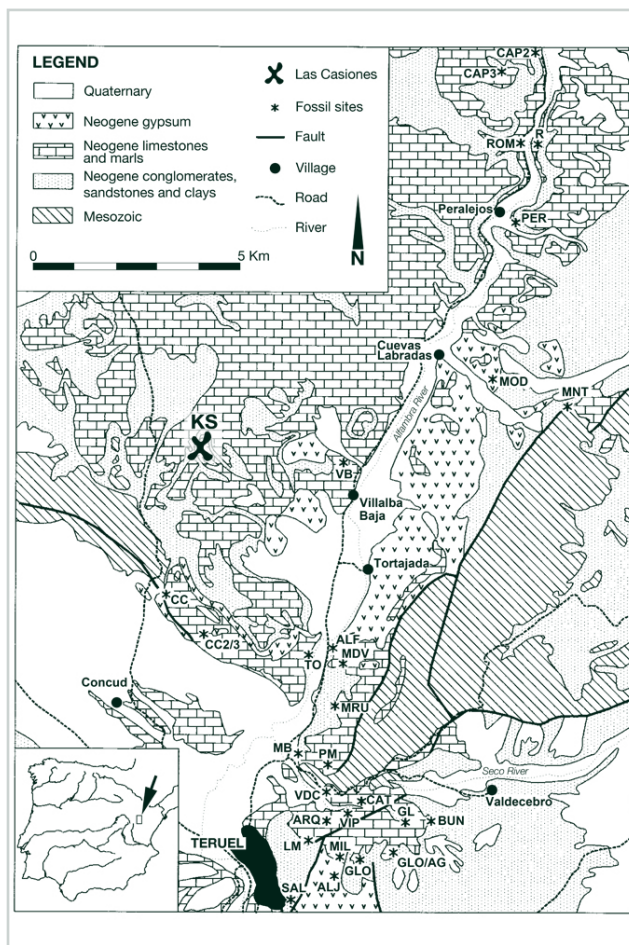 LEGEND
Quaternary
Neogene gypsum
Neogene limestones
and marls
Neogene conglomerates,
sandstones and clays
Mesozoic
Las Casiones
Fossil sites
Fault
Village
Road
River
0
5 Km
N
CAP2
CAP3
ROM
R
Peralejos
PER
Cuevas
Labradas
MOD
MNT
Alfambra River
KS
VB
Villalba
Baja
Tortajada
CC
CC2/3
TO
ALF
MDV
Concud
MRU
MB
PM
Seco River
VDC
CAT
Valdecebro
ARQ
VIP
GL
BUN
TERUEL
LM
MIL
GLO
GLO/AG
SAL
ALJ